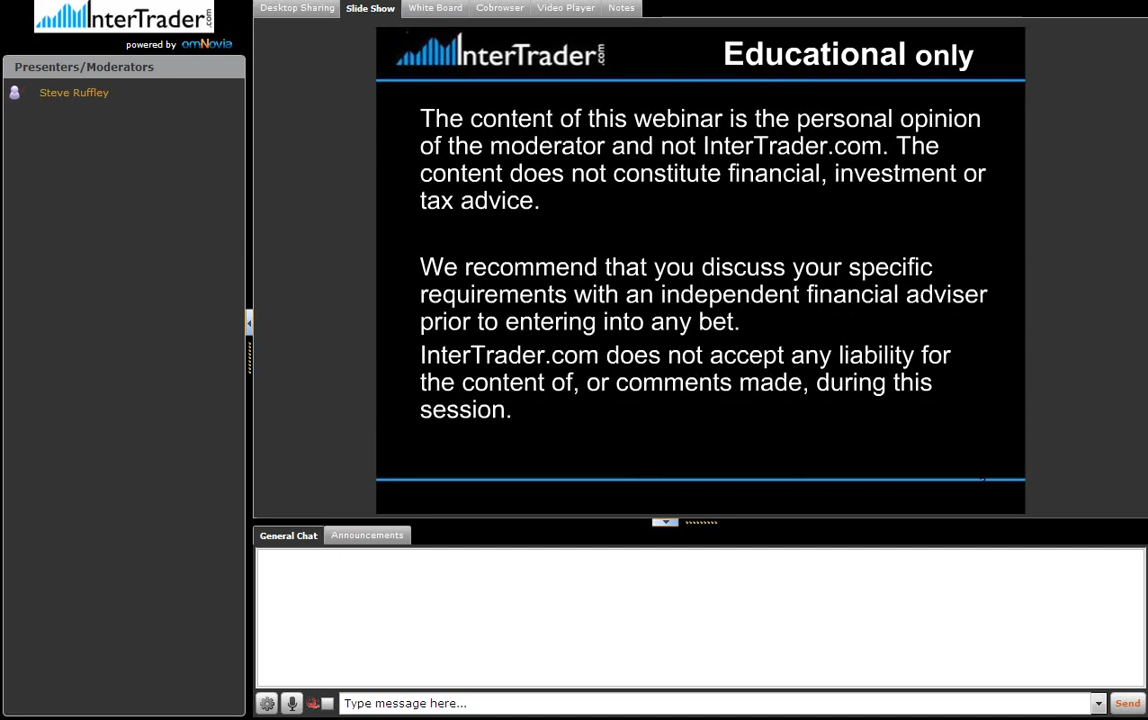 InterTrader.com
powered by omNovia
Presenters/Moderators
Steve Ruffley
Desktop Sharing
Slide Show
White Board
Cobrowser
Video Player
Notes
InterTrader.com
Educational only
The content of this webinar is the personal opinion
of the moderator and not InterTrader.com. The
content does not constitute financial, investment or
tax advice.
We recommend that you discuss your specific
requirements with an independent financial adviser
prior to entering into any bet.
InterTrader.com does not accept any liability for
the content of, or comments made, during this
session.
General Chat
Announcements
Type message here...
Send